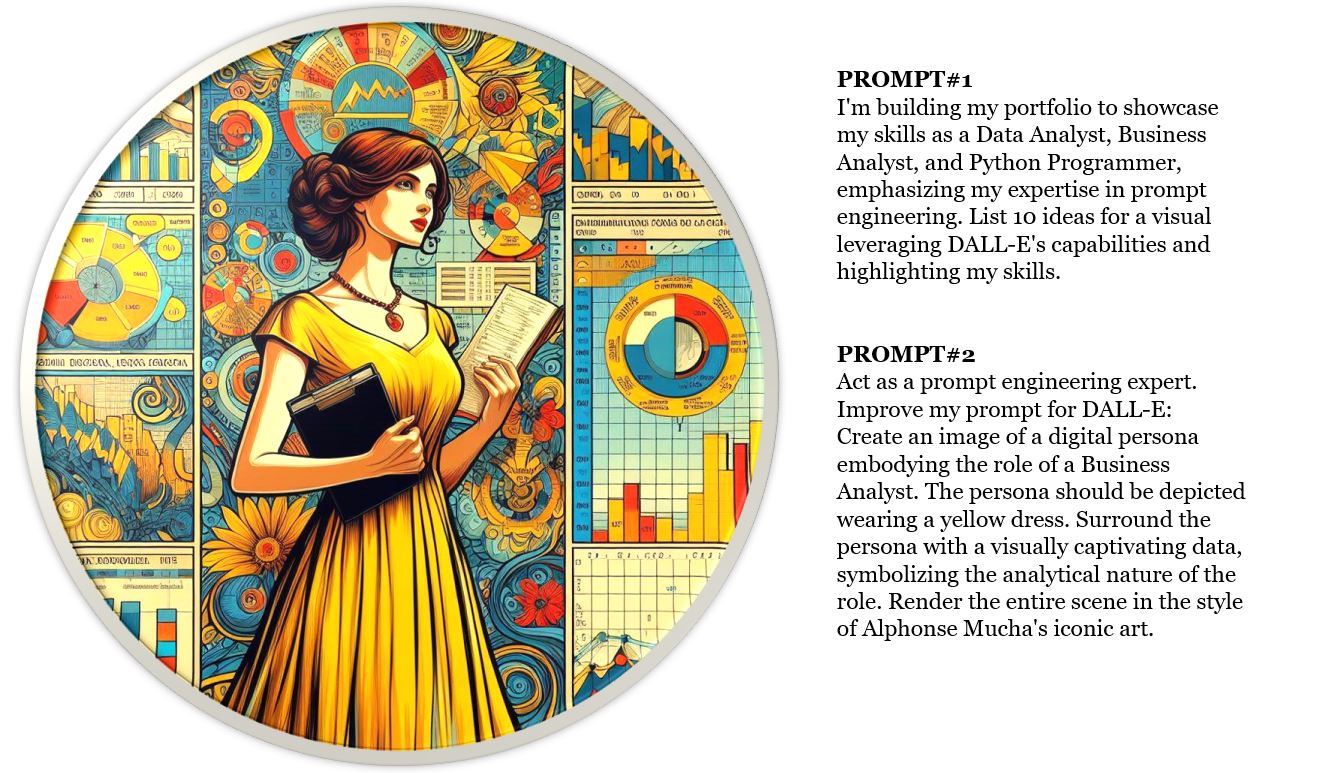 PROMPT#1
I'm building my portfolio to showcase
my skills as a Data Analyst, Business
Analyst, and Python Programmer,
emphasizing my expertise in prompt
engineering. List 10 ideas for a visual
leveraging DALL-E's capabilities and
highlighting my skills.
PROMPT#2
Act as a prompt engineering expert.
Improve my prompt for DALL-E:
Create an image of a digital persona
embodying the role of a Business
Analyst. The persona should be depicted
wearing a yellow dress. Surround the
persona with a visually captivating data,
symbolizing the analytical nature of the
role. Render the entire scene in the style
of Alphonse Mucha's iconic art.